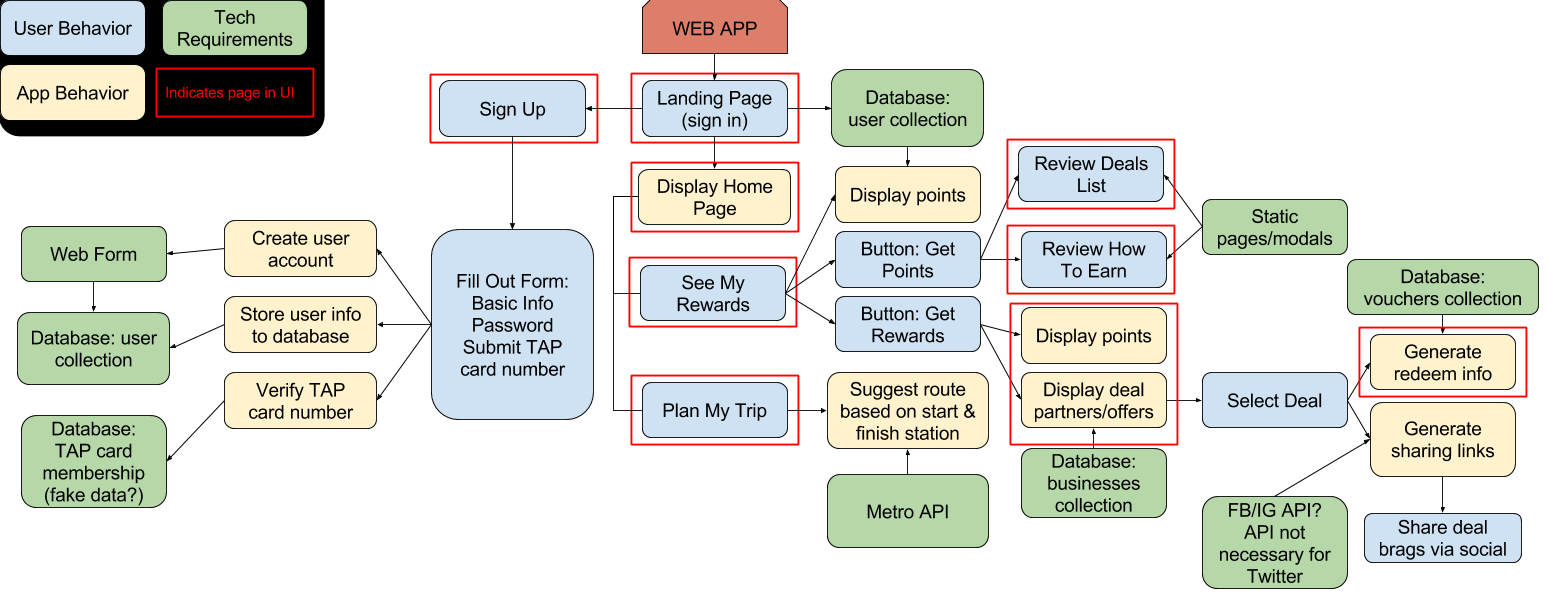 User Behavior
Tech
Requirements
App Behavior
Indicates page in UI
WEB APP
Sign Up
Landing Page
(sign in)
Database:
user collection
Display Home
Page
Display points
Review Deals
List
Static
pages/modals
Web Form
Create user
account
Fill Out Form:
Basic Info
Password
Submit TAP
card number
See My
Rewards
Button: Get
Points
Review How
To Earn
Database:
vouchers collection
Database: user
collection
Store user info
to database
Button: Get
Rewards
Display points
Generate
redeem info
Verify TAP
card number
Plan My Trip
Suggest route
based on start &
finish station
Display deal
partners/offers
Select Deal
Generate
sharing links
Database:
TAP card
membership
(fake data?)
Metro API
Database:
businesses
collection
FB/IG API?
API not
necessary for
Twitter
Share deal
brags via social